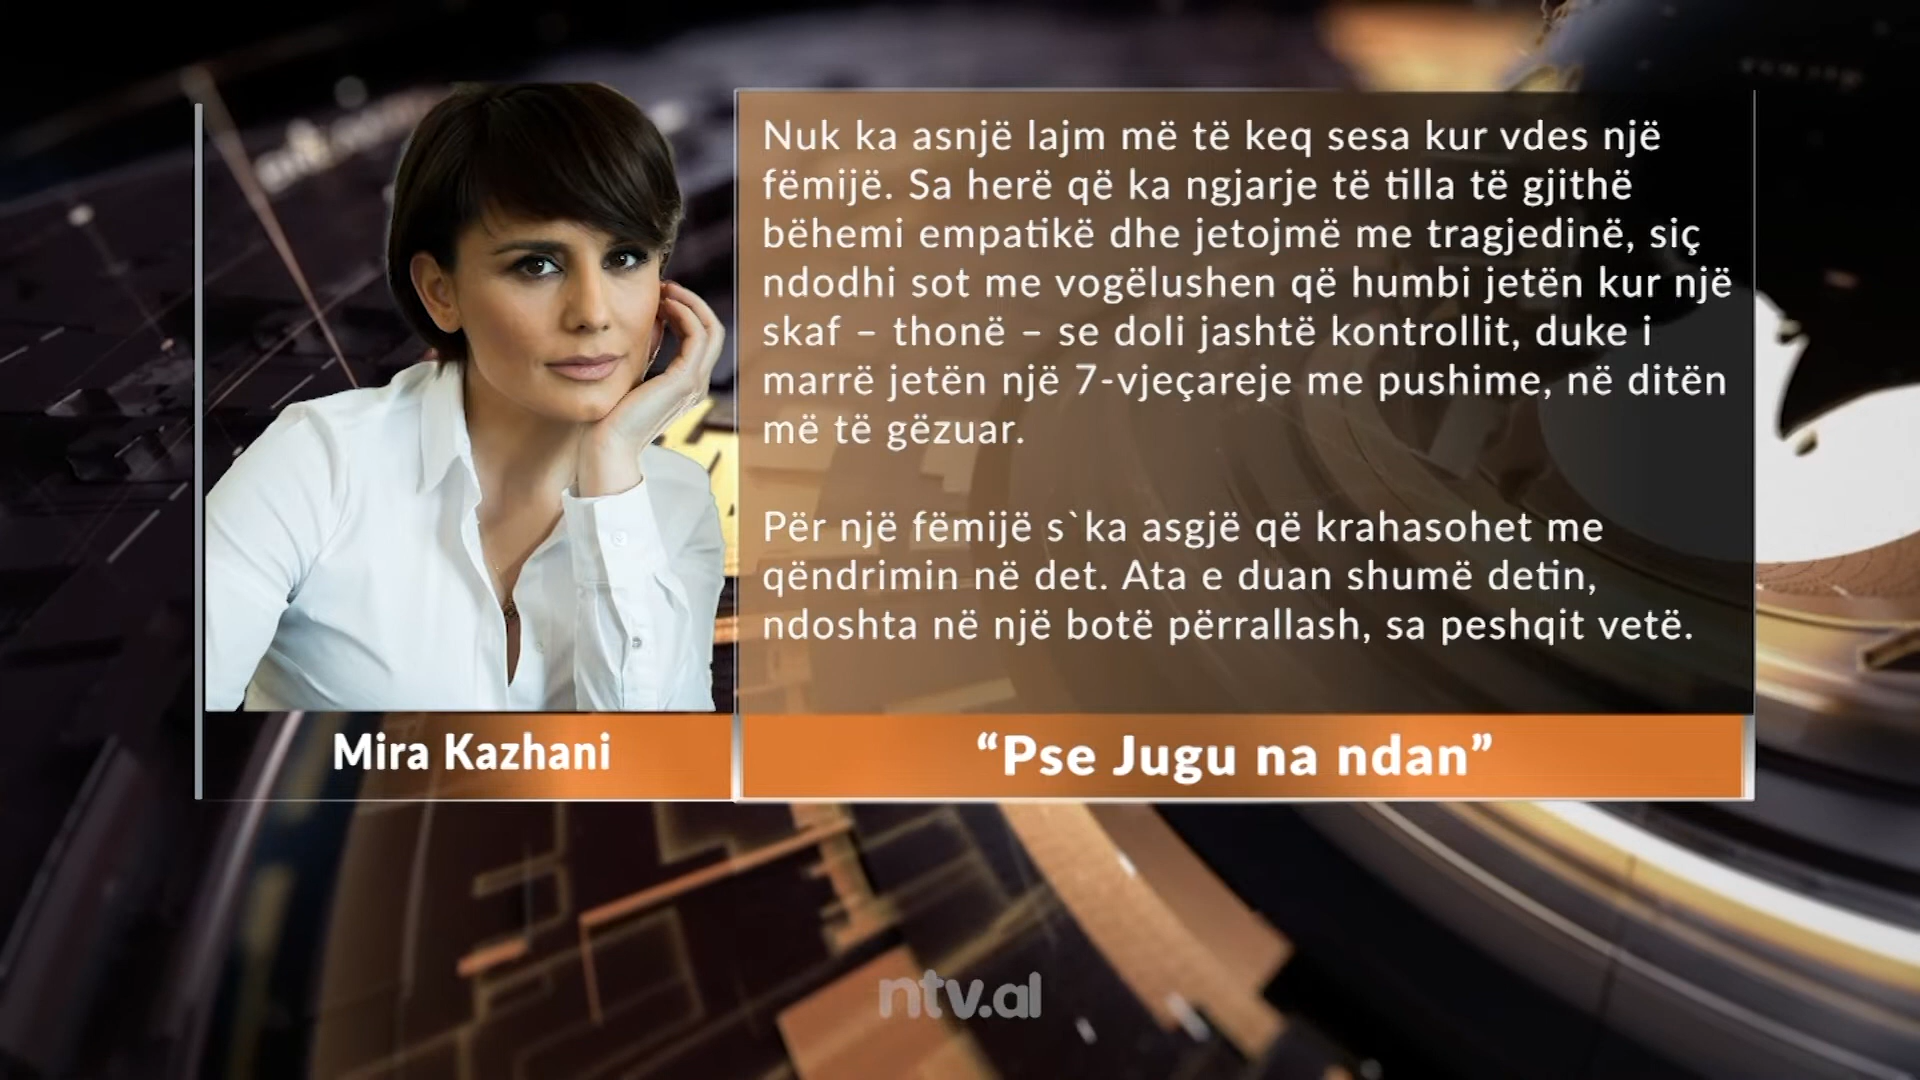 Nuk ka asnjë lajm më të keq sesa kur vdes një
fëmijë. Sa herë që ka ngjarje të tilla të gjithë
bëhemi empatikë dhe jetojmë me tragjedinë, siç
ndodhi sot me vogëlushen që humbi jetën kur një
skaf – thonë – se doli jashtë kontrollit, duke i
marrë jetën një 7-vjeçareje me pushime, në ditën
më të gëzuar.
Për një fëmijë s`ka asgjë që krahasohet me
qëndrimin në det. Ata e duan shumë detin,
ndoshta në një botë përrallash, sa peshqit vetë.
Mira Kazhani
“Pse Jugu na ndan”
ntv.al